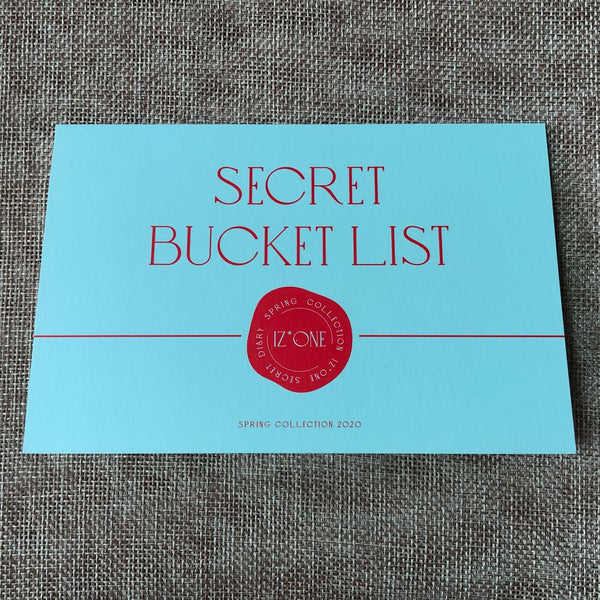 SECRET
BUCKET LIST
SPRING COLLECTION IZ*ONE SECRET DIARY
IZ*ONE
SPRING COLLECTION 2020